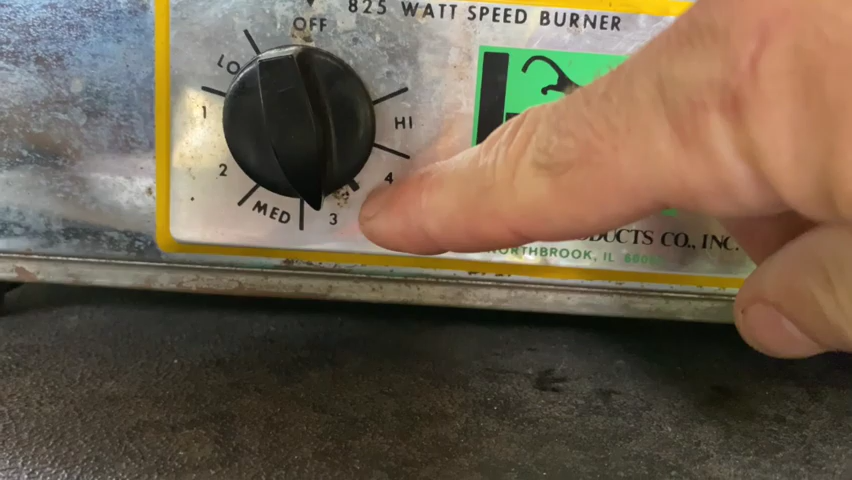 825 WATT SPEED BURNER
OFF
LO
HI
1
4
2
MED
3
PRODUCTS CO., INC.
NORTHBROOK, IL